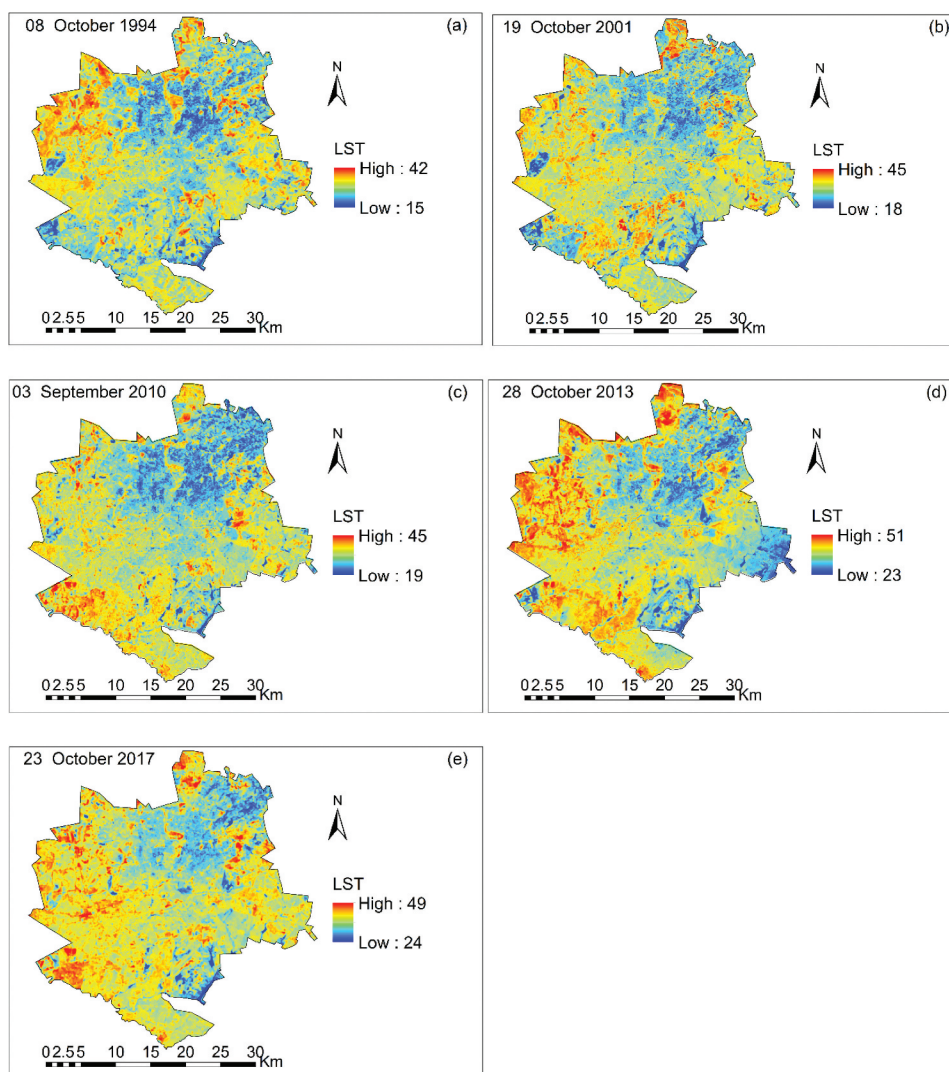 08 October 1994 (a)
N
LST
High : 42
Low : 15
0 2.5 5 10 15 20 25 30 Km
19 October 2001 (b)
N
LST
High : 45
Low : 18
0 2.5 5 10 15 20 25 30 Km
03 September 2010 (c)
N
LST
High : 45
Low : 19
0 2.5 5 10 15 20 25 30 Km
28 October 2013 (d)
N
LST
High : 51
Low : 23
0 2.5 5 10 15 20 25 30 Km
23 October 2017 (e)
N
LST
High : 49
Low : 24
0 2.5 5 10 15 20 25 30 Km